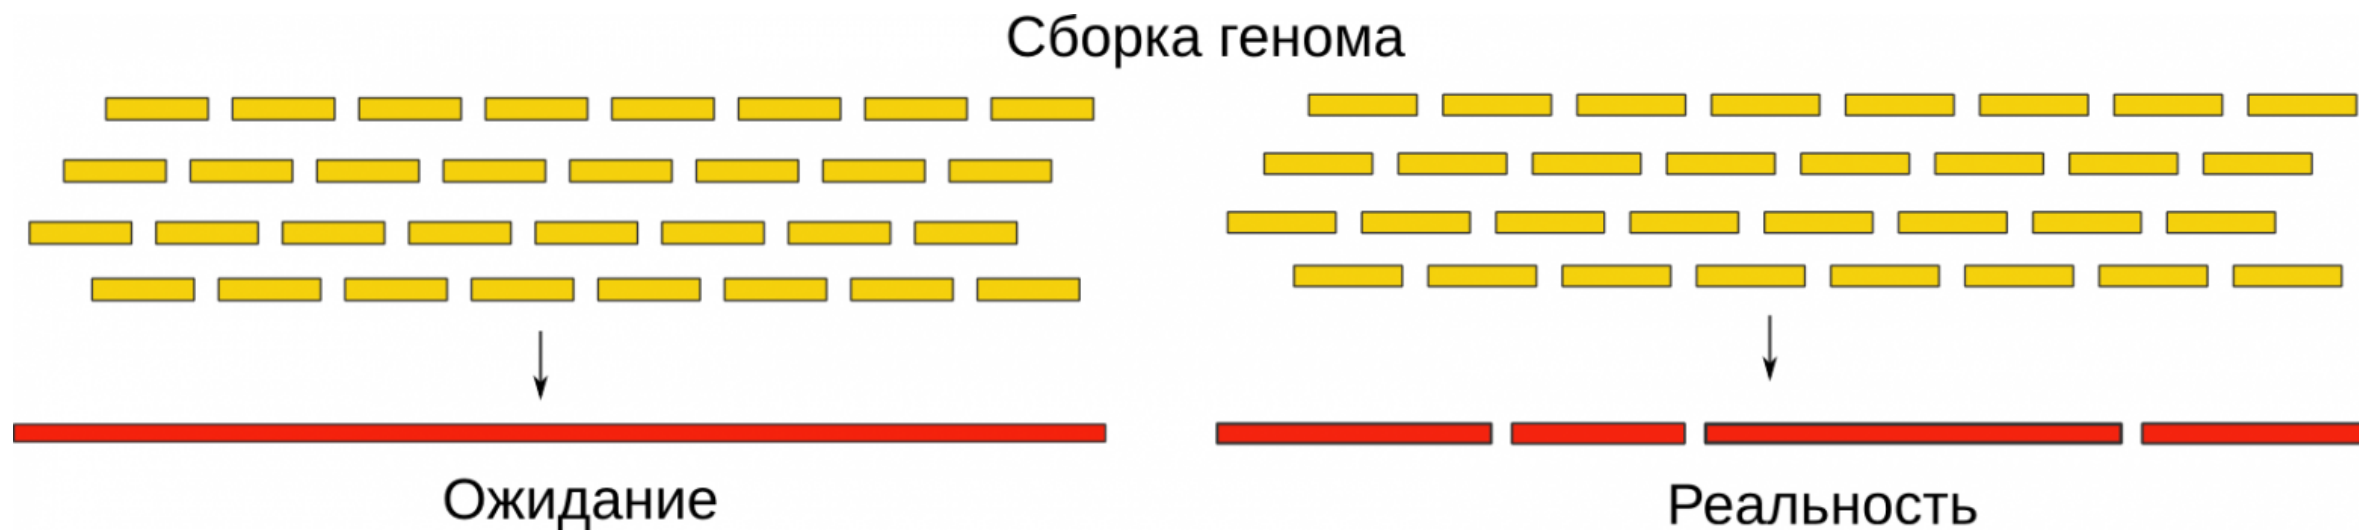 Сборка генома
Ожидание
Реальность